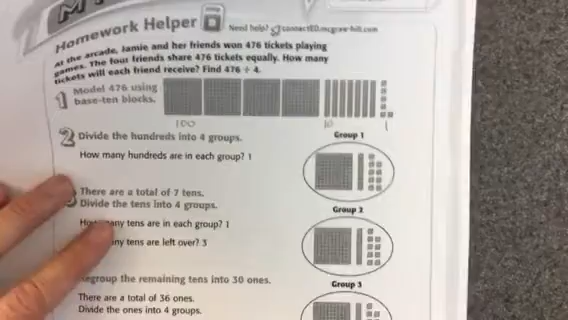 Homework Helper
Need help? connectED.mcgraw-hill.com
At the arcade, Jamie and her friends won 476 tickets playing
games. The four friends share 476 tickets equally. How many
tickets will each friend receive? Find 476 ÷ 4.
1 Model 476 using
base-ten blocks.
100 10 1
2 Divide the hundreds into 4 groups.
Group 1
How many hundreds are in each group? 1
There are a total of 7 tens.
Divide the tens into 4 groups.
Group 2
many tens are in each group? 1
many tens are left over? 3
Regroup the remaining tens into 30 ones.
Group 3
There are a total of 36 ones.
Divide the ones into 4 groups.